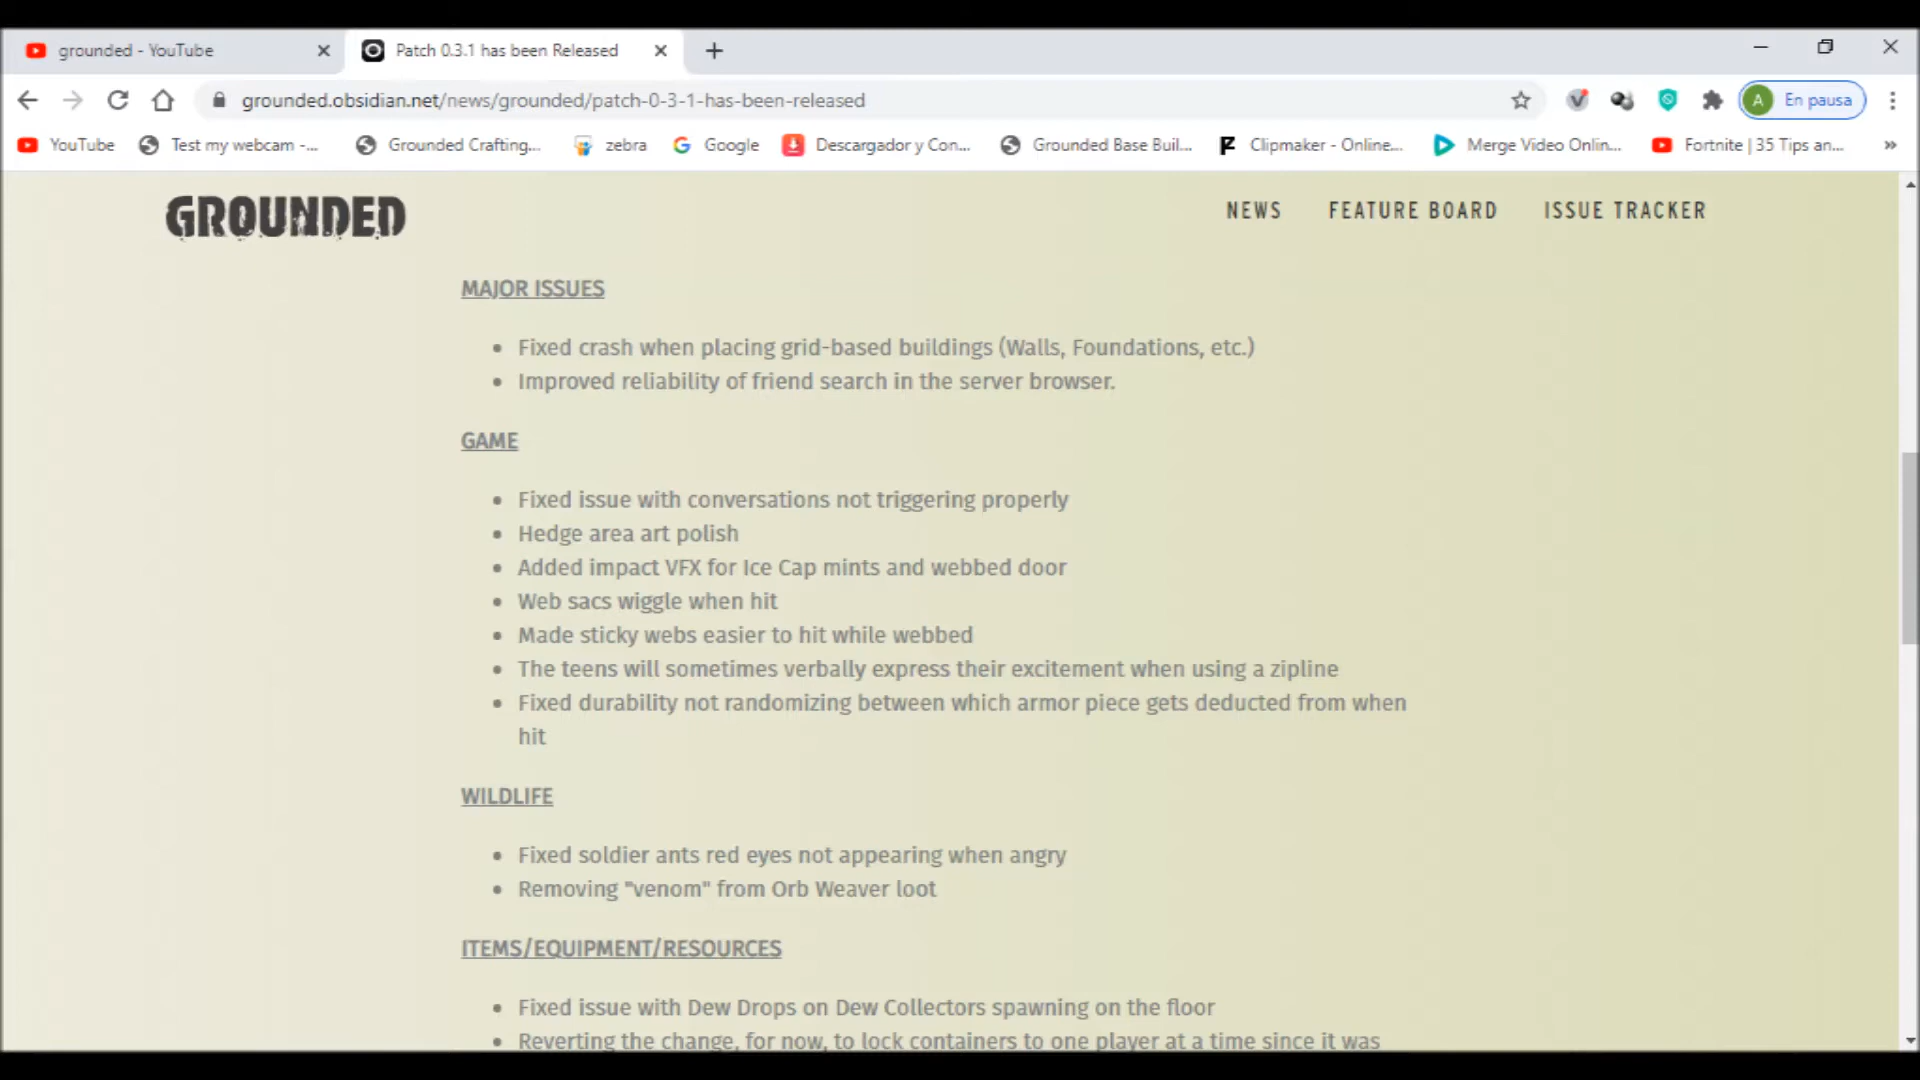 grounded - YouTube
Patch 0.3.1 has been Released
grounded.obsidian.net/news/grounded/patch-0-3-1-has-been-released
A En pausa
YouTube Test my webcam -... Grounded Crafting... zebra Google Descargador y Con... Grounded Base Buil... Clipmaker - Online... Merge Video Onlin... Fortnite | 35 Tips an... »
GROUNDED
NEWS FEATURE BOARD ISSUE TRACKER
MAJOR ISSUES
• Fixed crash when placing grid-based buildings (Walls, Foundations, etc.)
• Improved reliability of friend search in the server browser.
GAME
• Fixed issue with conversations not triggering properly
• Hedge area art polish
• Added impact VFX for Ice Cap mints and webbed door
• Web sacs wiggle when hit
• Made sticky webs easier to hit while webbed
• The teens will sometimes verbally express their excitement when using a zipline
• Fixed durability not randomizing between which armor piece gets deducted from when
hit
WILDLIFE
• Fixed soldier ants red eyes not appearing when angry
• Removing "venom" from Orb Weaver loot
ITEMS/EQUIPMENT/RESOURCES
• Fixed issue with Dew Drops on Dew Collectors spawning on the floor
• Reverting the change, for now, to lock containers to one player at a time since it was